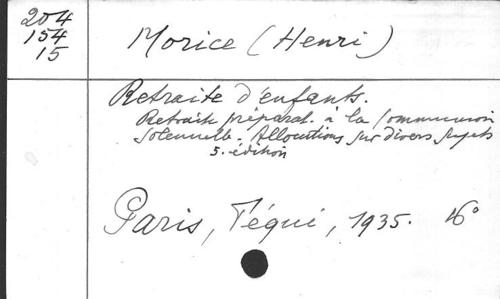 204
154
15
Morice (Henri)
Retraite d'enfants.
Retraite préparat. à la Communion
solennelle. Allocutions sur divers sujets
5. édition
Paris, Téqui, 1935. 16°